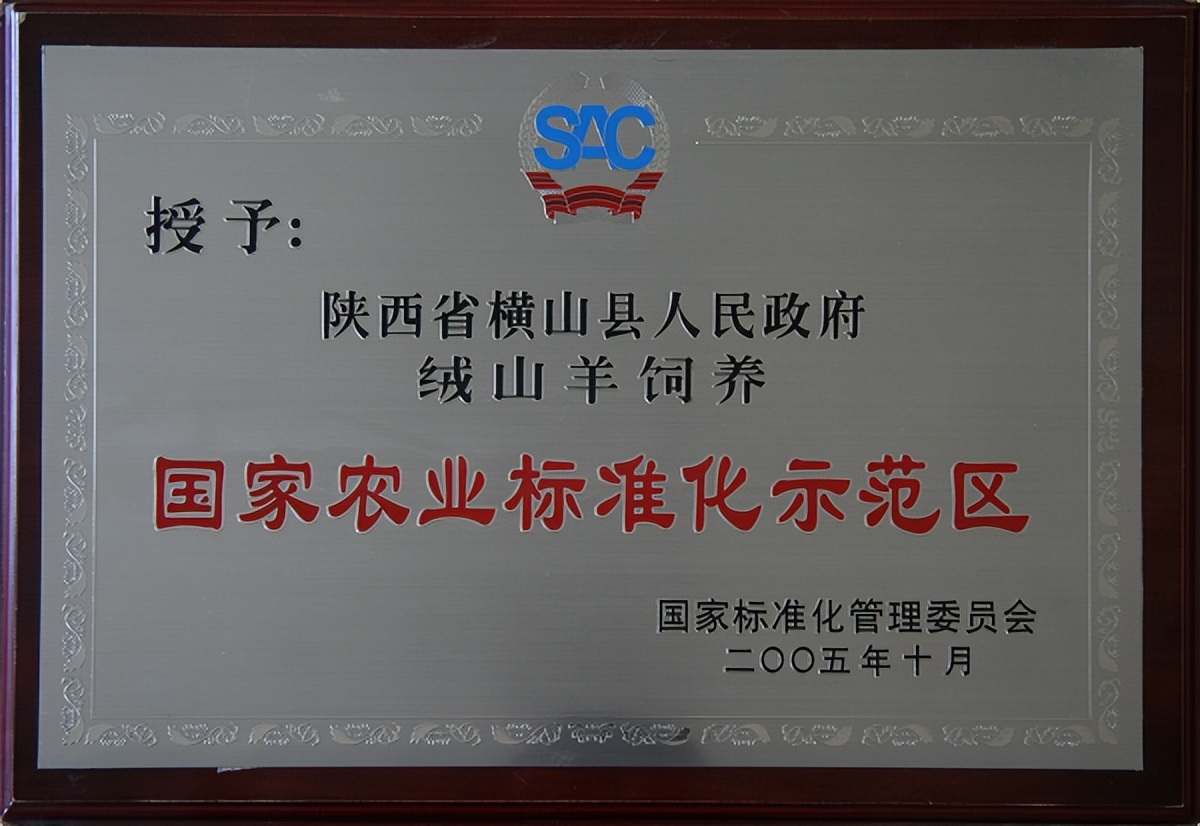 SAC
授予:
陕西省横山县人民政府
绒山羊饲养
国家农业标准化示范区
国家标准化管理委员会
二〇〇五年十月